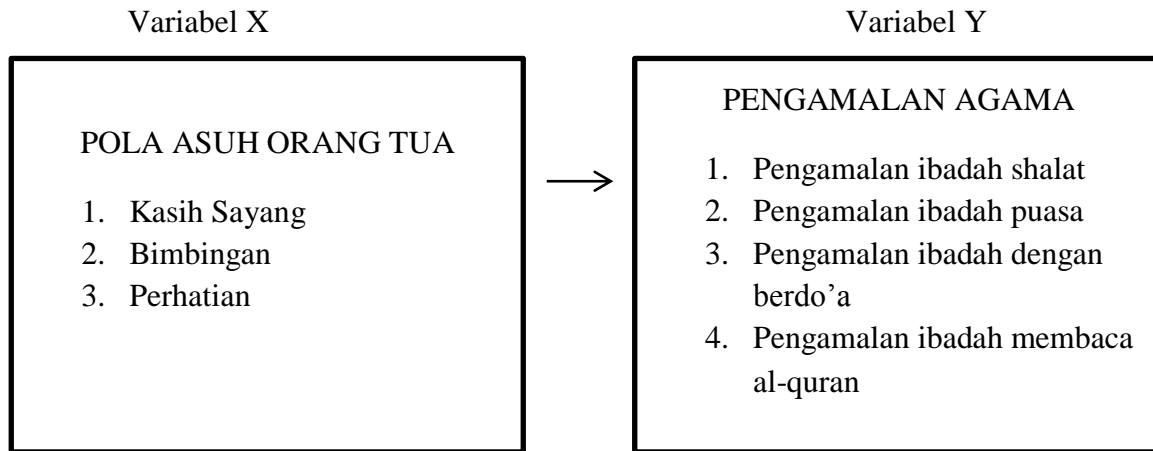 Variabel X
Variabel Y
POLA ASUH ORANG TUA
1. Kasih Sayang
2. Bimbingan
3. Perhatian
PENGAMALAN AGAMA
1. Pengamalan ibadah shalat
2. Pengamalan ibadah puasa
3. Pengamalan ibadah dengan
berdo’a
4. Pengamalan ibadah membaca
al-quran